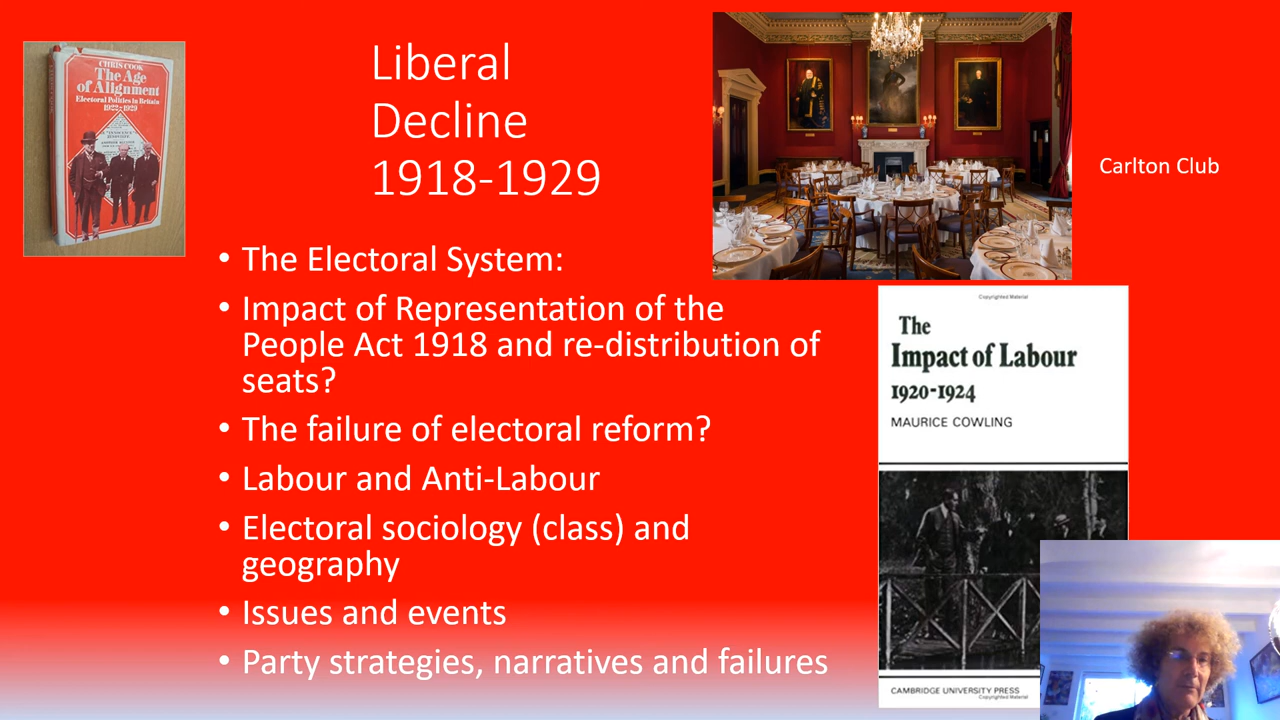 Liberal
Decline
1918-1929
CHRIS COOK
The Age
of Alignment
Electoral Politics in Britain
1922-1929
Carlton Club
• The Electoral System:
• Impact of Representation of the
People Act 1918 and re-distribution of
seats?
• The failure of electoral reform?
• Labour and Anti-Labour
• Electoral sociology (class) and
geography
• Issues and events
• Party strategies, narratives and failures
Copyrighted Material
The
Impact of Labour
1920-1924
MAURICE COWLING
CAMBRIDGE UNIVERSITY PRESS
Copyrighted Material